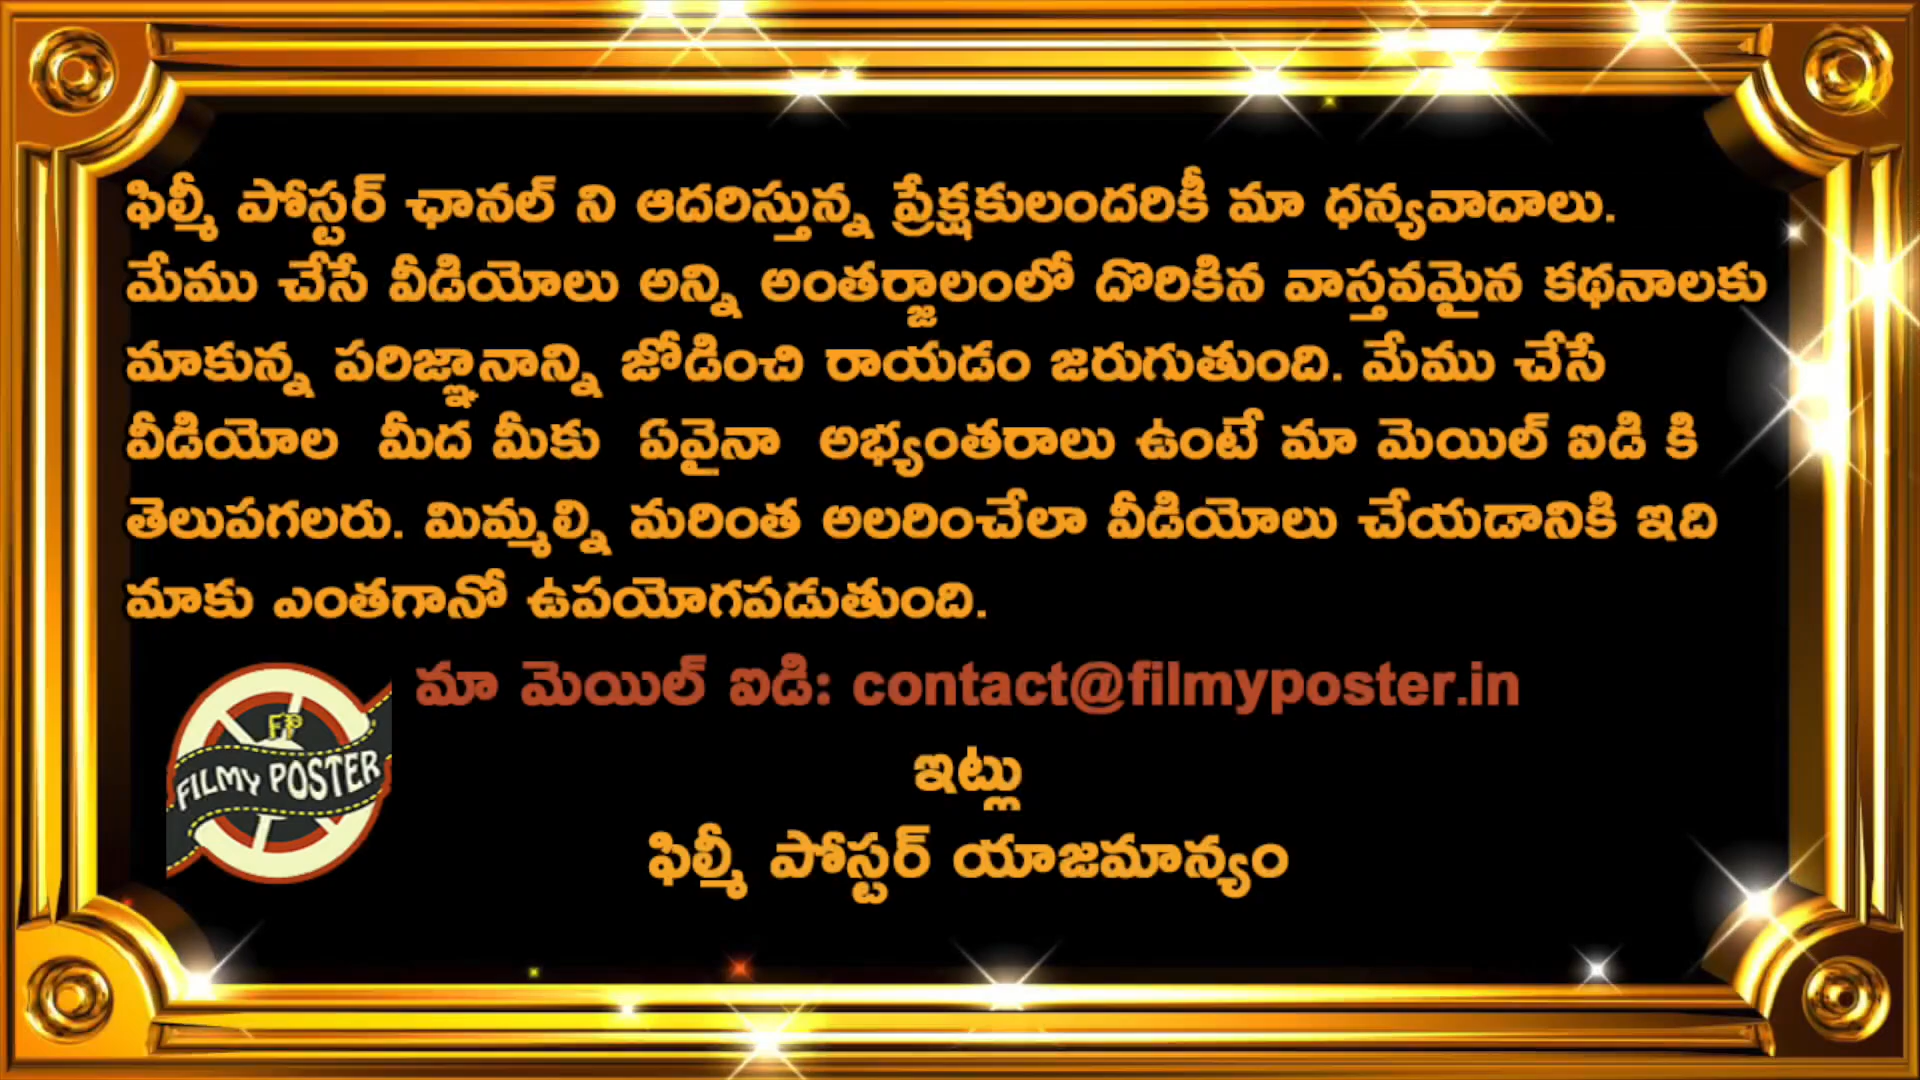 ఫిల్మీ పోస్టర్ ఛానల్ ని ఆదరిస్తున్న ప్రేక్షకులందరికీ మా ధన్యవాదాలు.
మేము చేసే వీడియోలు అన్ని అంతర్జాలంలో దొరికిన వాస్తవమైన కథనాలకు
మాకున్న పరిజ్ఞానాన్ని జోడించి రాయడం జరుగుతుంది. మేము చేసే
వీడియోల మీద మీకు ఏవైనా అభ్యంతరాలు ఉంటే మా మెయిల్ ఐడి కి
తెలుపగలరు. మిమ్మల్ని మరింత అలరించేలా వీడియోలు చేయడానికి ఇది
మాకు ఎంతగానో ఉపయోగపడుతుంది.
మా మెయిల్ ఐడి: contact@filmyposter.in
FP
FILMY POSTER
ఇట్లు
ఫిల్మీ పోస్టర్ యాజమాన్యం